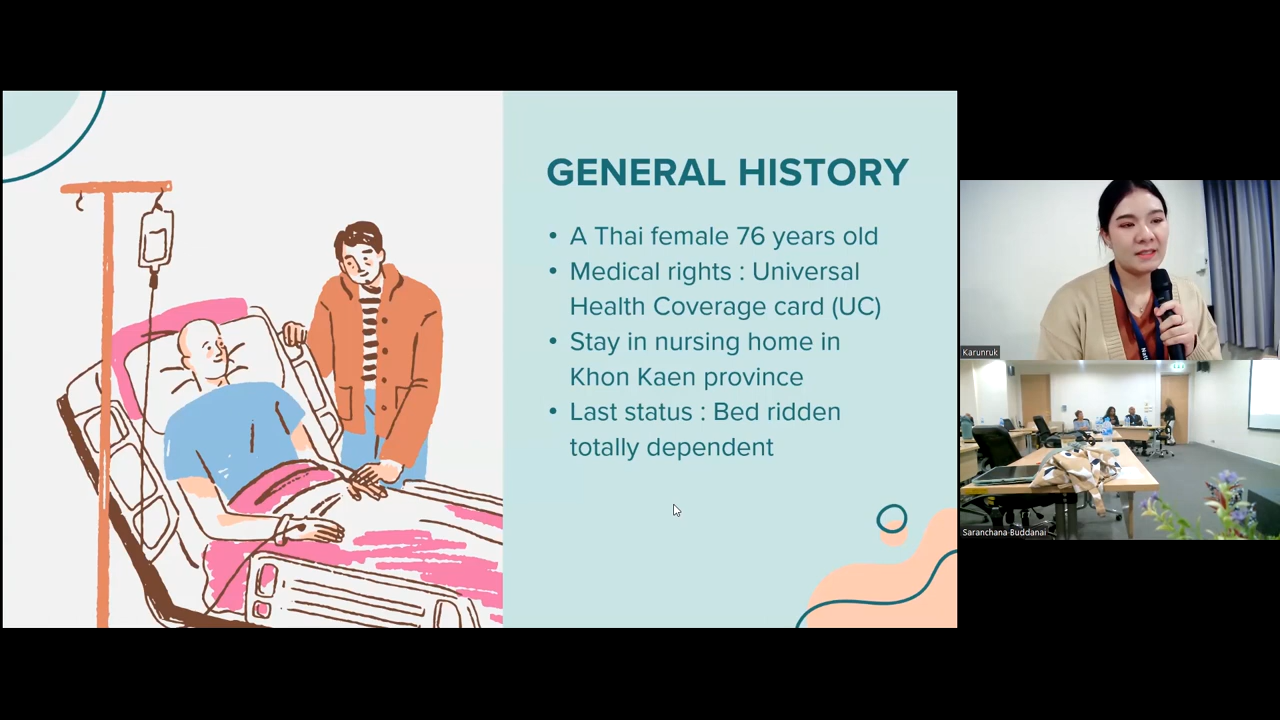 GENERAL HISTORY
• A Thai female 76 years old
• Medical rights : Universal
Health Coverage card (UC)
• Stay in nursing home in
Khon Kaen province
• Last status : Bed ridden
totally dependent
Karunruk
Saranchana Buddanai